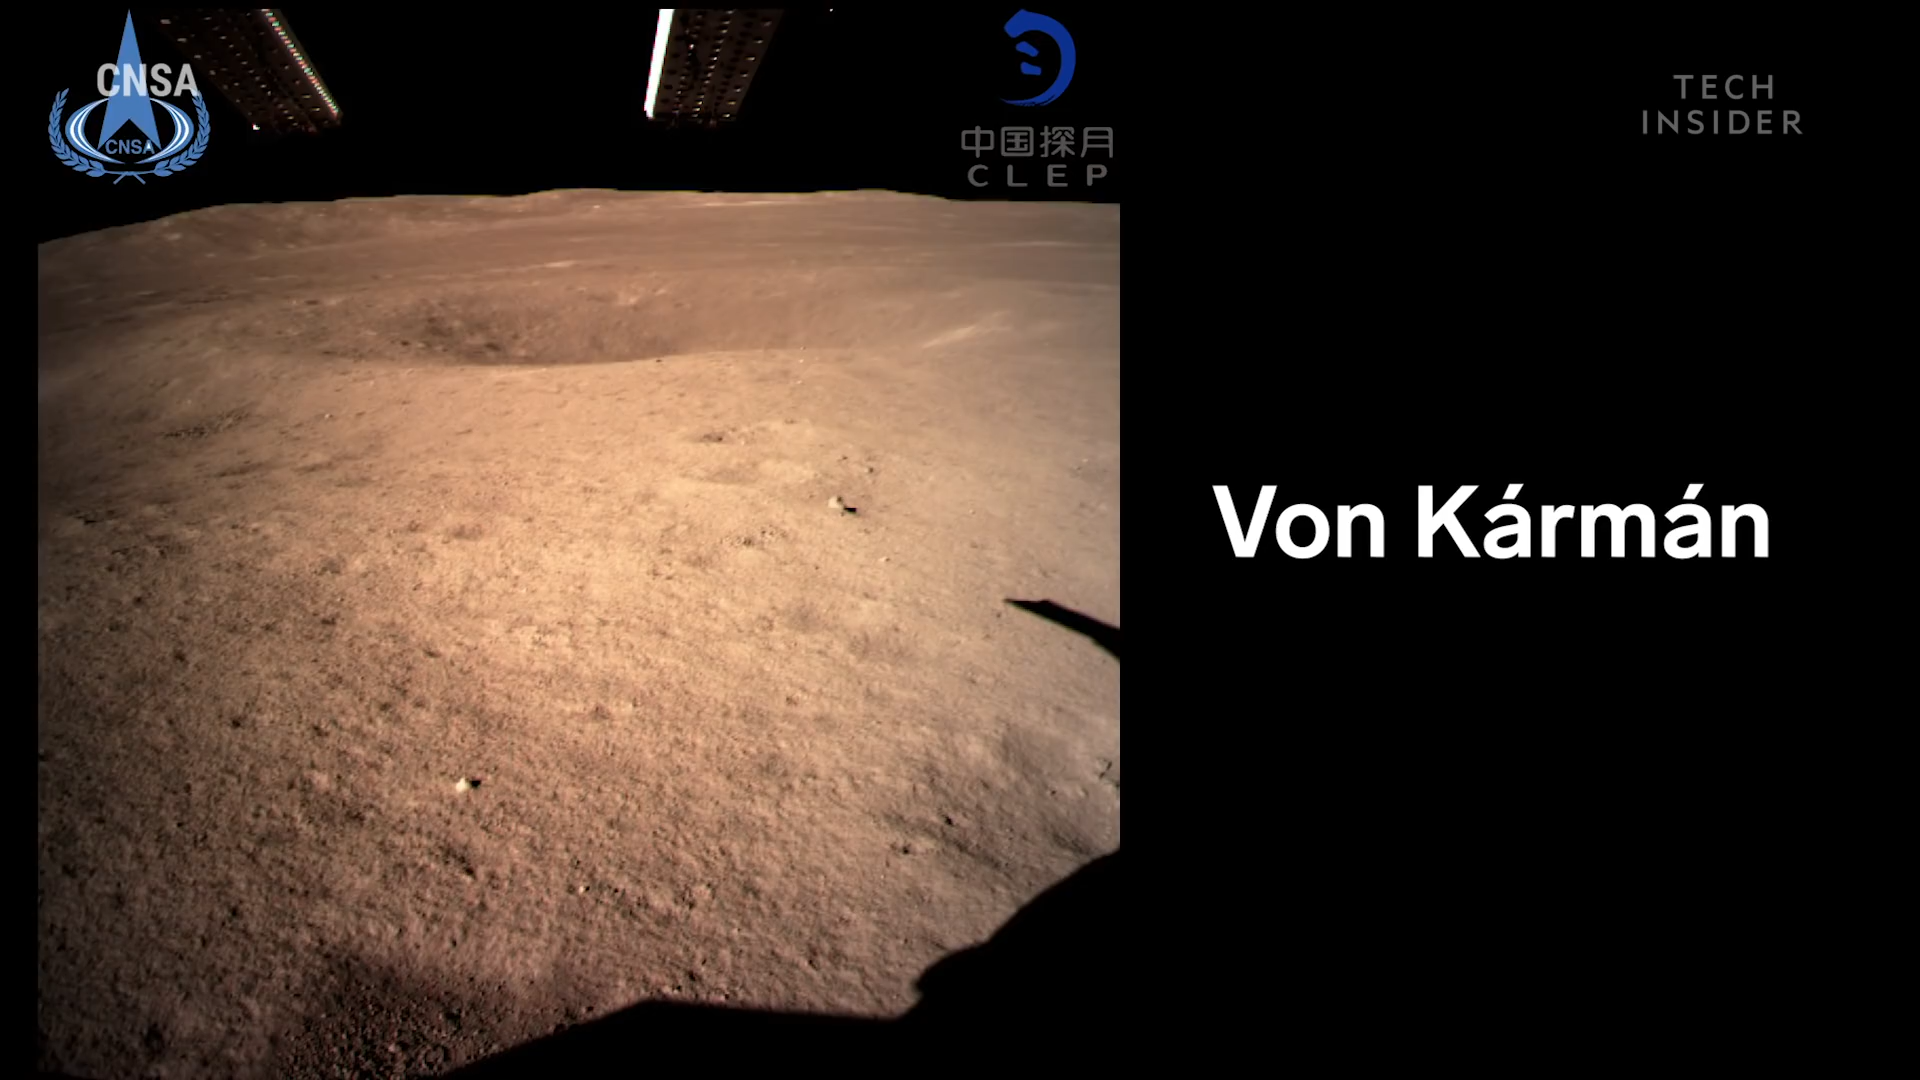 CNSA
CNSA
中国探月
CLEP
TECH
INSIDER
Von Kármán